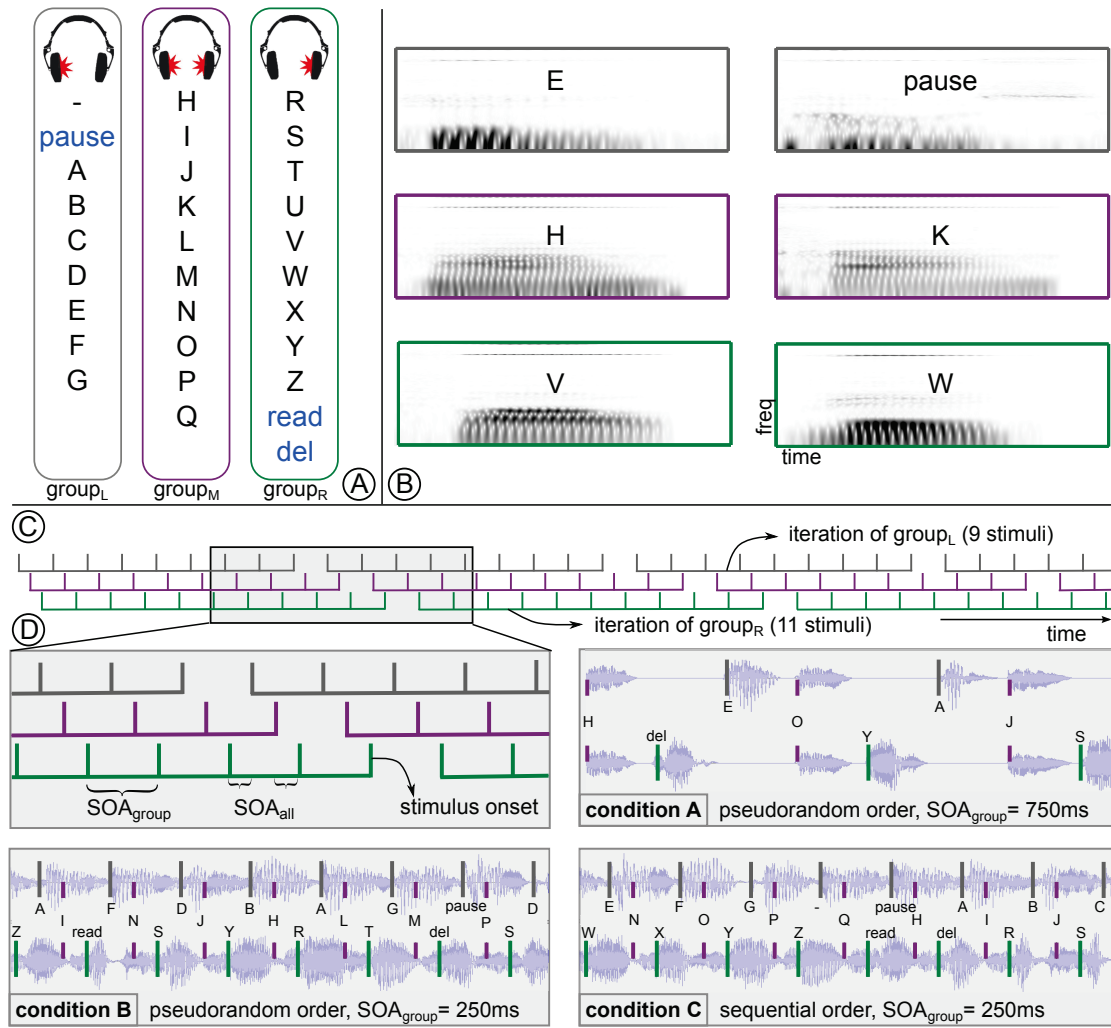 -
pause
A
B
C
D
E
F
G
group_L
H
I
J
K
L
M
N
O
P
Q
group_M
R
S
T
U
V
W
X
Y
Z
read
del
group_R
A
E
pause
H
K
V
W
freq
time
B
C
iteration of group_L (9 stimuli)
iteration of group_R (11 stimuli)
time
D
SOA_group
SOA_all
stimulus onset
E A
H O J
del Y S
condition A pseudorandom order, SOA_group= 750ms
A F D B A G pause D
I N J H L M P
Z read S Y R T del S
condition B pseudorandom order, SOA_group= 250ms
E F G - pause A B C
N O P Q H I J
W X Y Z read del R S
condition C sequential order, SOA_group= 250ms